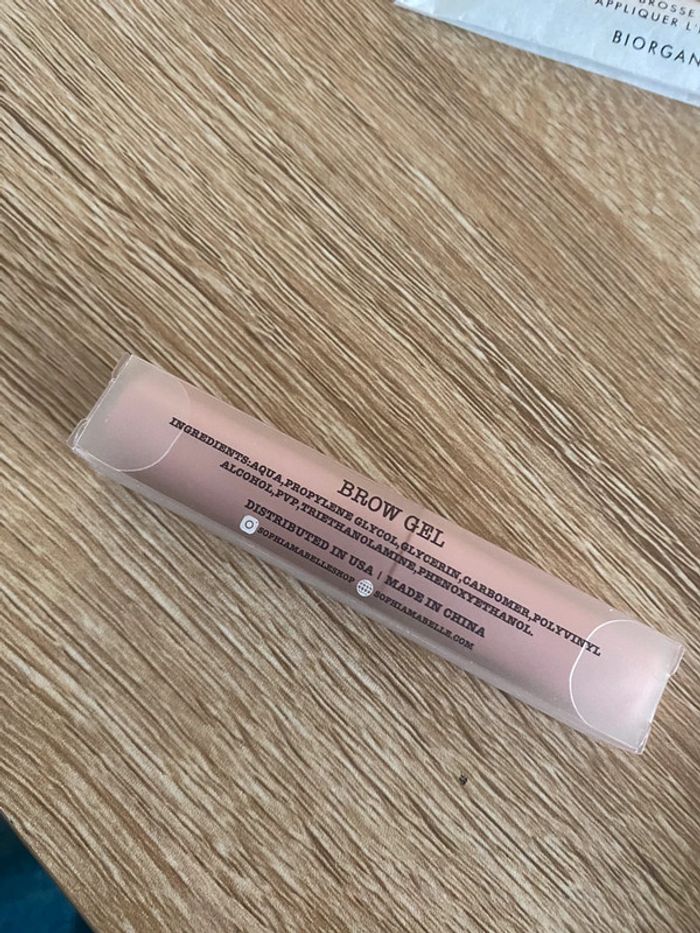 BROSSE
APPLIQUER L'
BIORGAN
BROW GEL
INGREDIENTS:AQUA,PROPYLENE GLYCOL,GLYCERIN,CARBOMER,POLYVINYL
ALCOHOL,PVP,TRIETHANOLAMINE,PHENOXYETHANOL.
DISTRIBUTED IN USA | MADE IN CHINA
SOPHIAMABELLESHOP SOPHIAMABELLE.COM